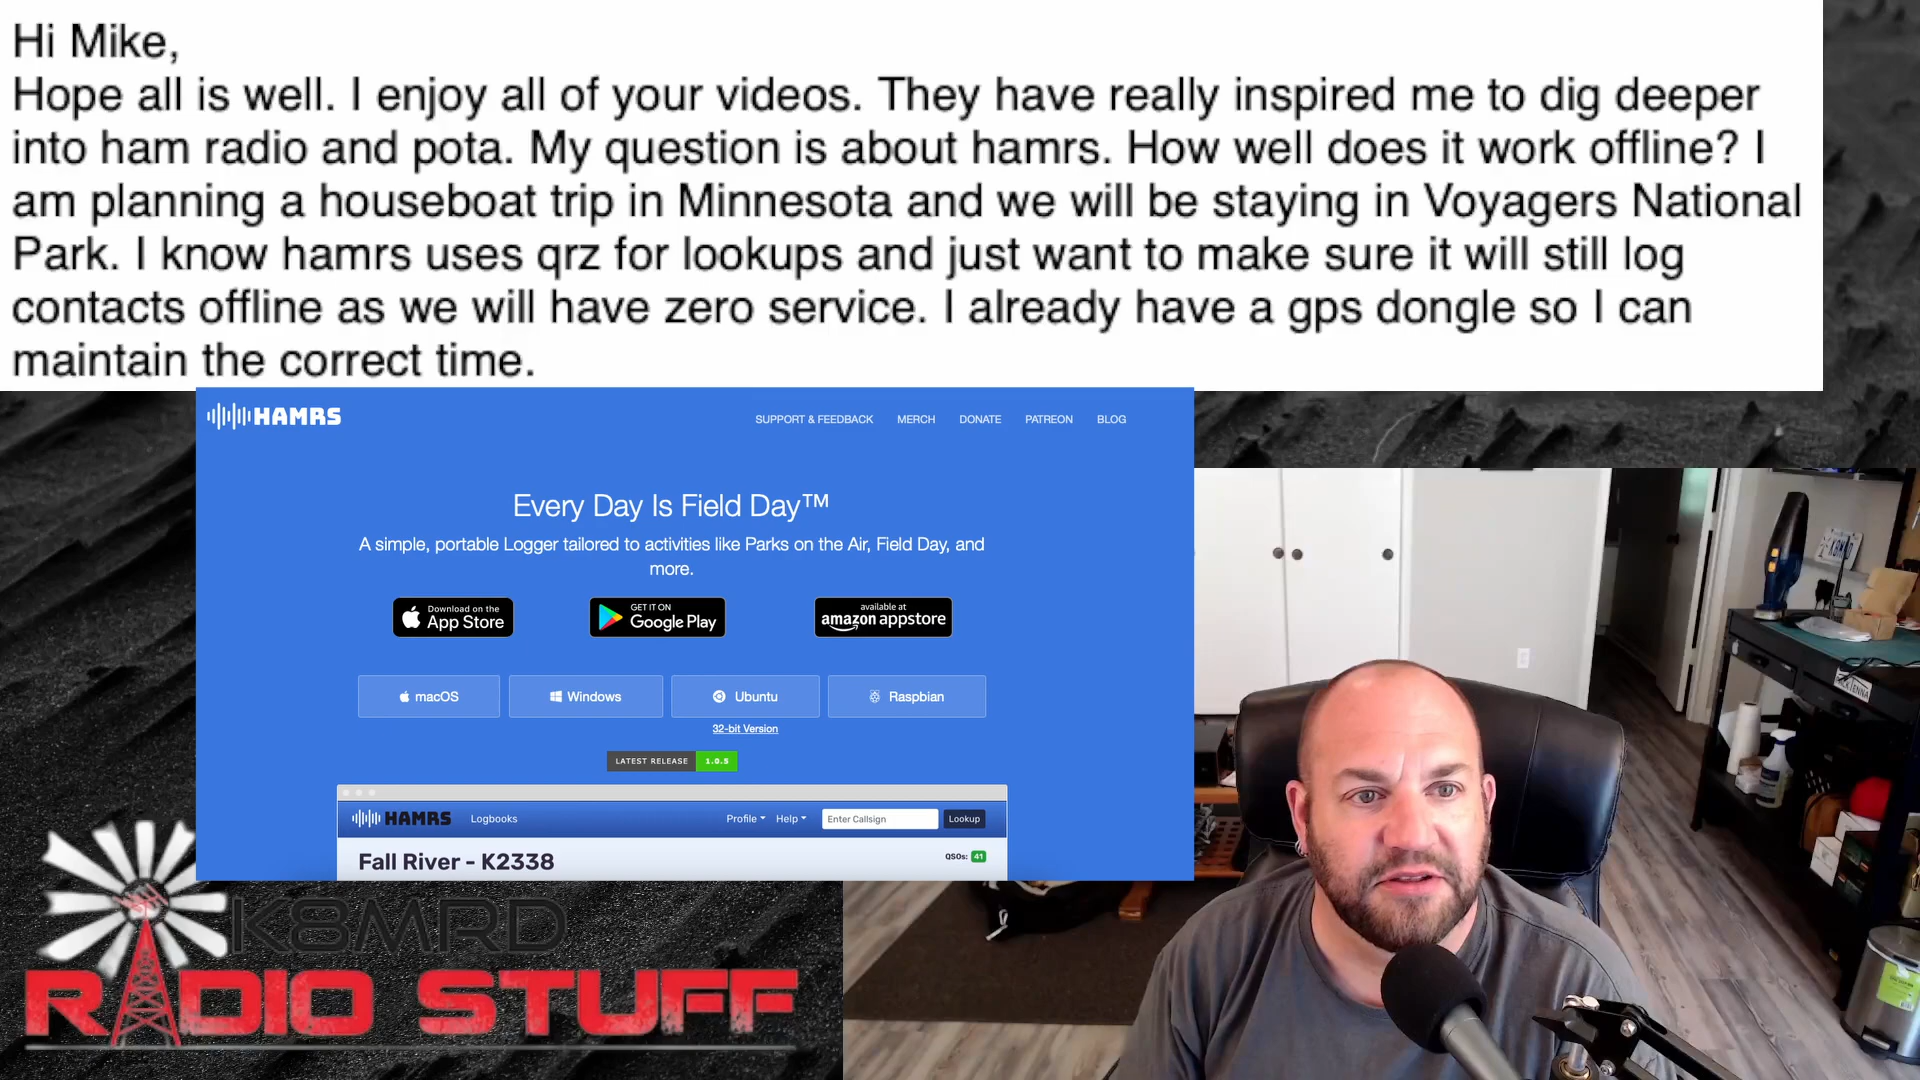 Hi Mike,
Hope all is well. I enjoy all of your videos. They have really inspired me to dig deeper
into ham radio and pota. My question is about hamrs. How well does it work offline? I
am planning a houseboat trip in Minnesota and we will be staying in Voyagers National
Park. I know hamrs uses qrz for lookups and just want to make sure it will still log
contacts offline as we will have zero service. I already have a gps dongle so I can
maintain the correct time.
HAMRS
SUPPORT & FEEDBACK MERCH DONATE PATREON BLOG
Every Day Is Field Day™
A simple, portable Logger tailored to activities like Parks on the Air, Field Day, and
more.
Download on the
App Store
GET IT ON
Google Play
available at
amazon appstore
macOS Windows Ubuntu Raspbian
32-bit Version
LATEST RELEASE 1.0.5
HAMRS Logbooks Profile Help Enter Callsign Lookup
Fall River - K2338 QSOs: 41
K8MRD
RADIO STUFF